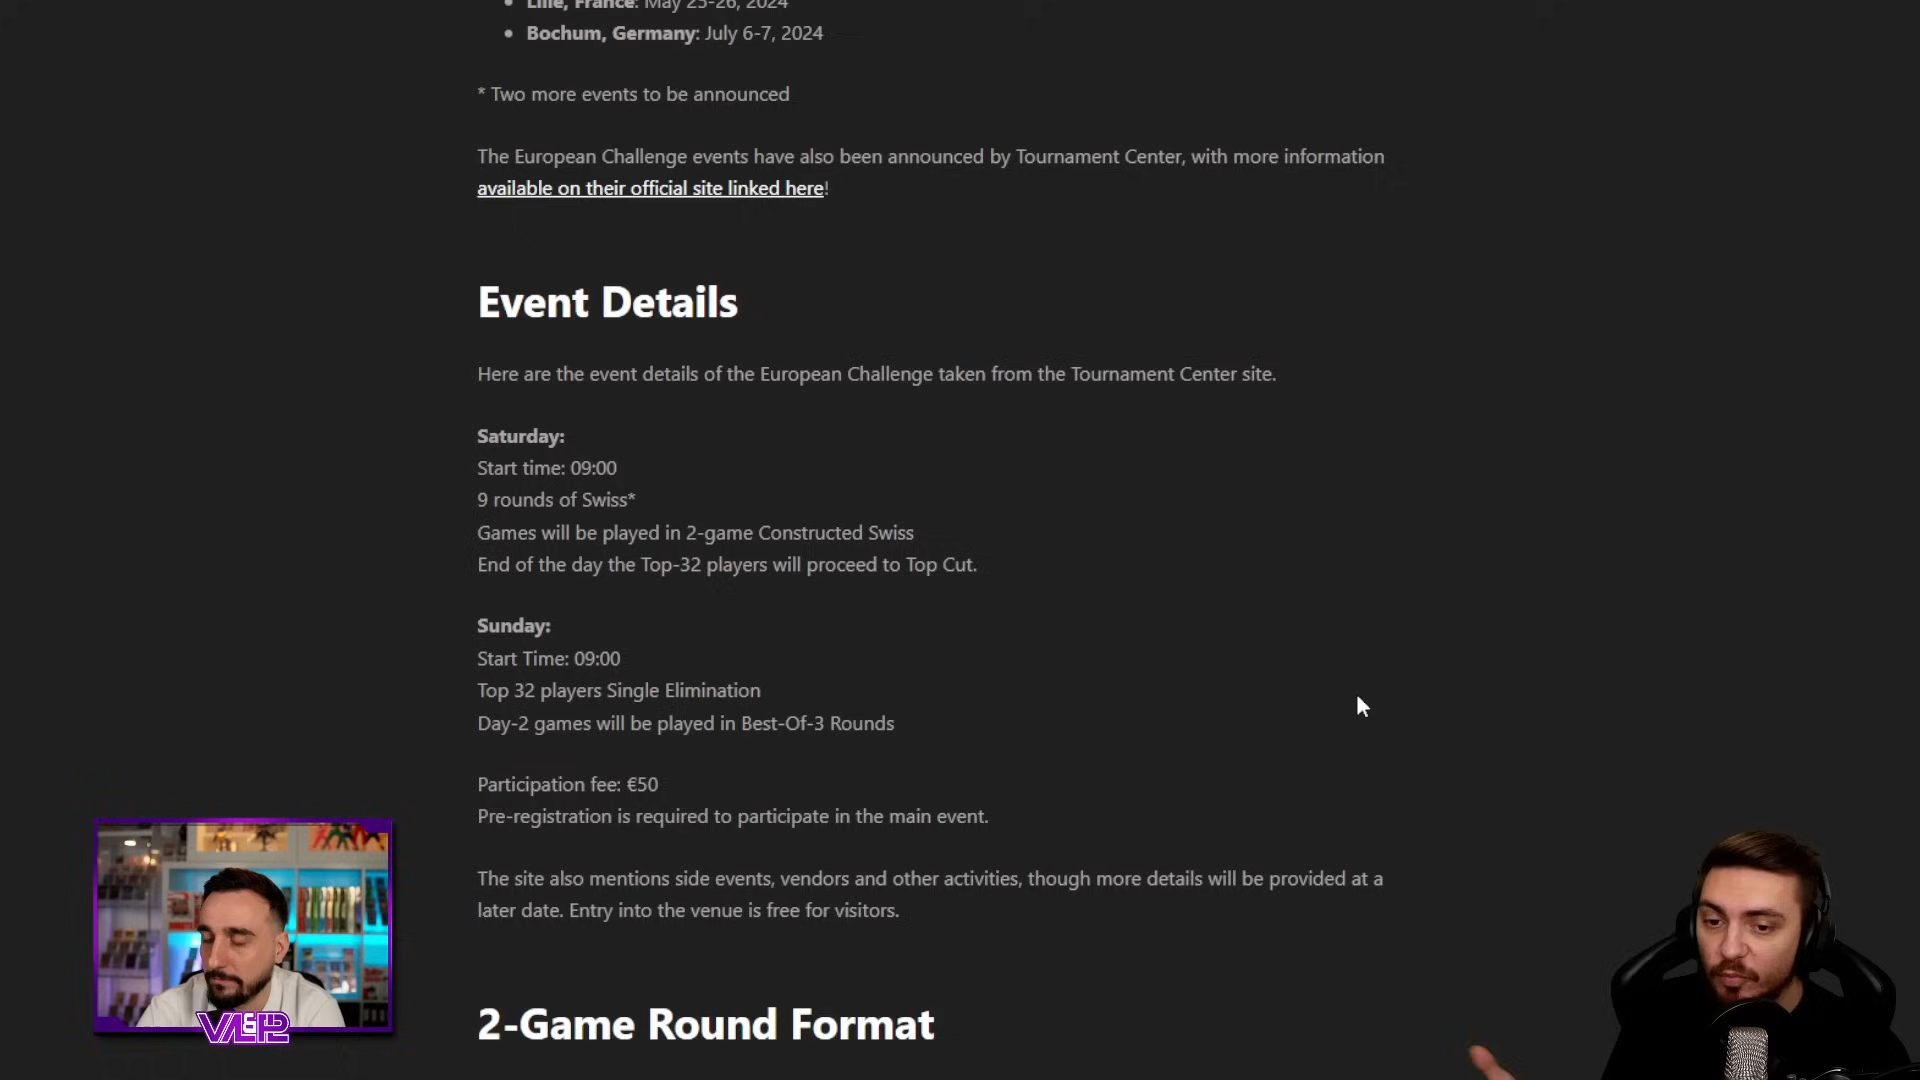 Lille, France: May 25-26, 2024
Bochum, Germany: July 6-7, 2024
* Two more events to be announced
The European Challenge events have also been announced by Tournament Center, with more information
available on their official site linked here!
Event Details
Here are the event details of the European Challenge taken from the Tournament Center site.
Saturday:
Start time: 09:00
9 rounds of Swiss*
Games will be played in 2-game Constructed Swiss
End of the day the Top-32 players will proceed to Top Cut.
Sunday:
Start Time: 09:00
Top 32 players Single Elimination
Day-2 games will be played in Best-Of-3 Rounds
Participation fee: €50
Pre-registration is required to participate in the main event.
The site also mentions side events, vendors and other activities, though more details will be provided at a
later date. Entry into the venue is free for visitors.
2-Game Round Format